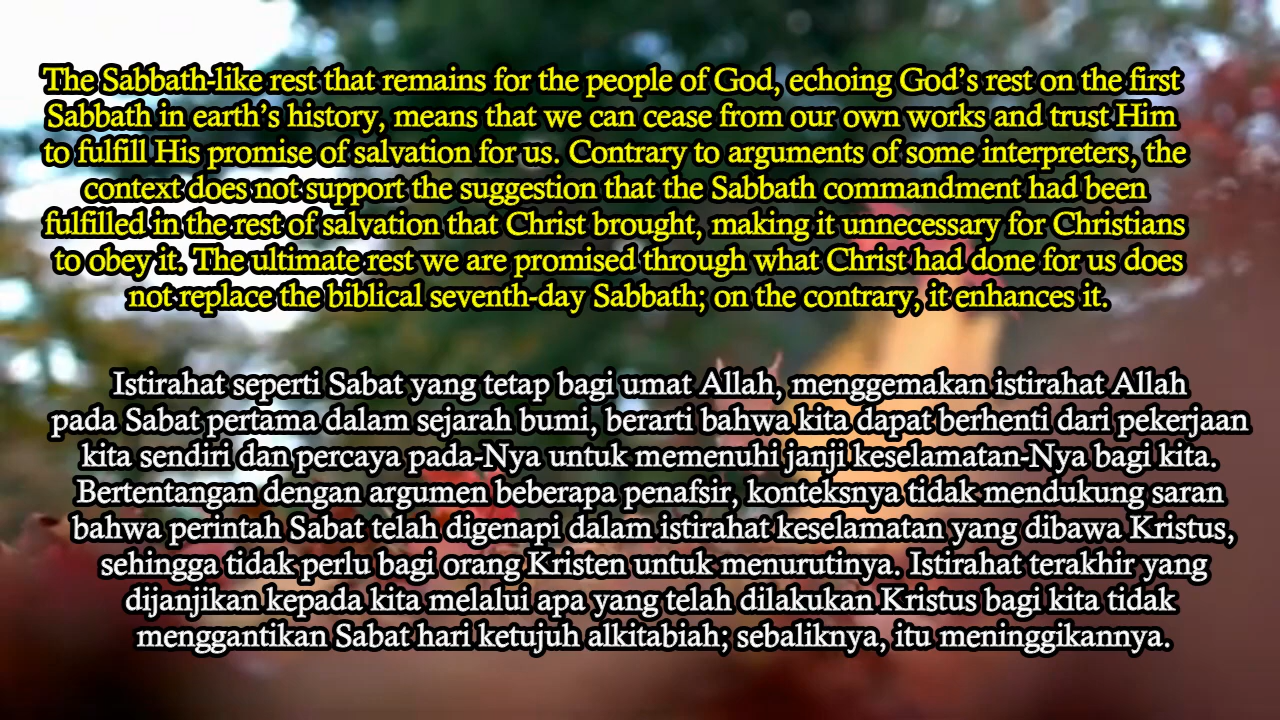 The Sabbath-like rest that remains for the people of God, echoing God’s rest on the first
Sabbath in earth’s history, means that we can cease from our own works and trust Him
to fulfill His promise of salvation for us. Contrary to arguments of some interpreters, the
context does not support the suggestion that the Sabbath commandment had been
fulfilled in the rest of salvation that Christ brought, making it unnecessary for Christians
to obey it. The ultimate rest we are promised through what Christ had done for us does
not replace the biblical seventh-day Sabbath; on the contrary, it enhances it.
Istirahat seperti Sabat yang tetap bagi umat Allah, menggemakan istirahat Allah
pada Sabat pertama dalam sejarah bumi, berarti bahwa kita dapat berhenti dari pekerjaan
kita sendiri dan percaya pada-Nya untuk memenuhi janji keselamatan-Nya bagi kita.
Bertentangan dengan argumen beberapa penafsir, konteksnya tidak mendukung saran
bahwa perintah Sabat telah digenapi dalam istirahat keselamatan yang dibawa Kristus,
sehingga tidak perlu bagi orang Kristen untuk menurutinya. Istirahat terakhir yang
dijanjikan kepada kita melalui apa yang telah dilakukan Kristus bagi kita tidak
menggantikan Sabat hari ketujuh alkitabiah; sebaliknya, itu meninggikannya.